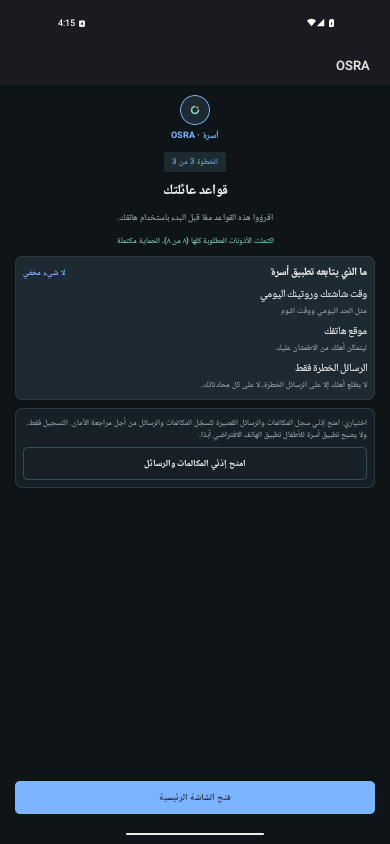 4:15
OSRA
أسرة · OSRA
الخطوة 3 من 3
قواعد عائلتك
اقرؤوا هذه القواعد معًا قبل البدء باستخدام هاتفك.
اكتملت الأذونات المطلوبة كلها (٨ من ٨). الحماية مكتملة
ما الذي يتابعه تطبيق أسرة
لا شيء مخفي
وقت شاشتك وروتينك اليومي
مثل الحد اليومي ووقت النوم
موقع هاتفك
ليتمكّن أهلك من الاطمئنان عليك
الرسائل الخطرة فقط
لا يطّلع أهلك إلا على الرسائل الخطرة، لا على كل محادثاتك.
اختياري: امنح إذنَي سجل المكالمات والرسائل القصيرة لتسجَّل المكالمات والرسائل من أجل مراجعة الأمان. التسجيل فقط،
ولا يصبح تطبيق أسرة للأطفال تطبيق الهاتف الافتراضي أبدًا.
امنح إذنَي المكالمات والرسائل
فتح الشاشة الرئيسية